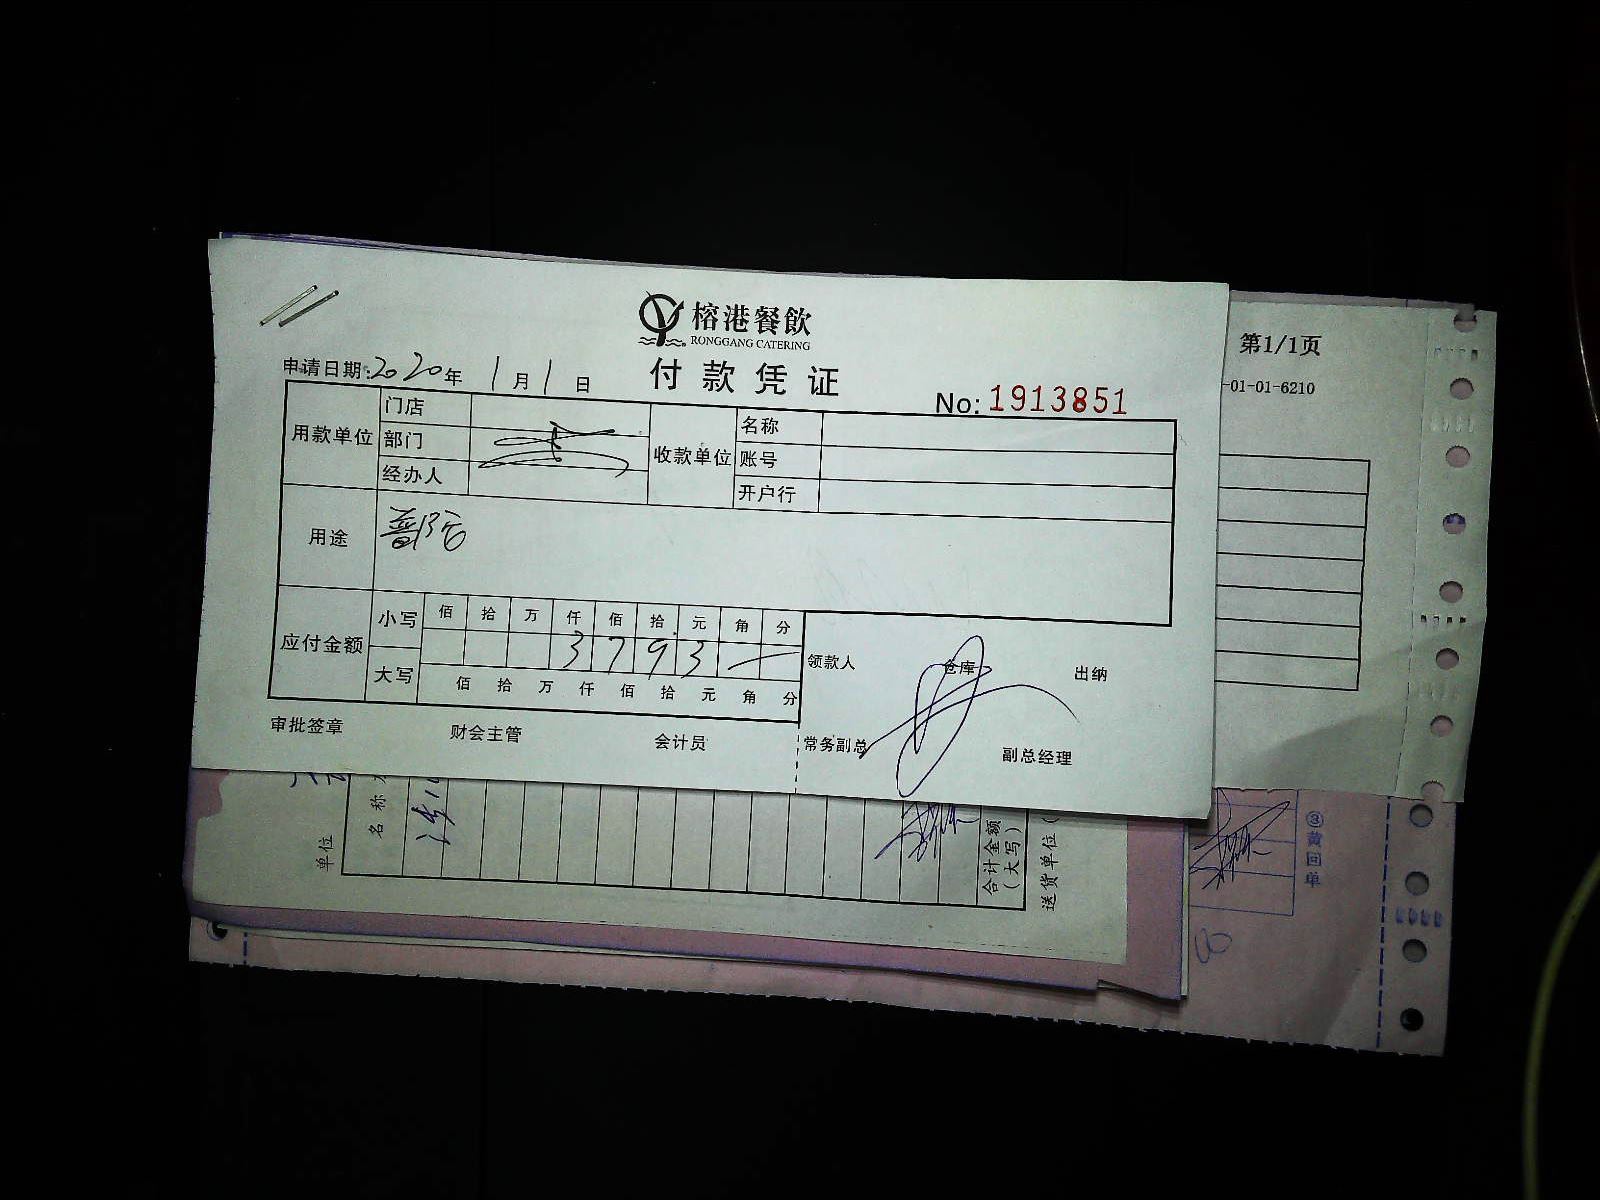 榕港餐飲
RONGGANG CATERING
付款凭证
申请日期:2020年1月1日
No:1913851
用款单位
门店
部门
经办人
收款单位
名称
账号
开户行
用途
应付金额
小写
佰 拾 万 仟 佰 拾 元 角 分
3 7 9 3
大写
佰 拾 万 仟 佰 拾 元 角 分
领款人
仓库
出纳
审批签章
财会主管
会计员
常务副总
副总经理
第1/1页
-01-01-6210
单位
名称
合计金额
(大写)
送货单位(
③黄回单